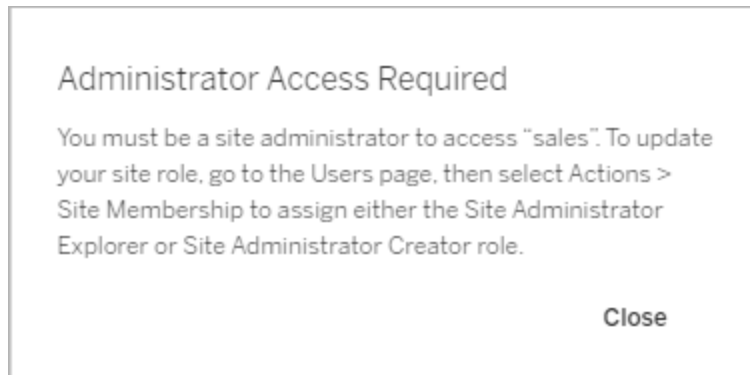 Administrator Access Required
You must be a site administrator to access “sales”. To update
your site role, go to the Users page, then select Actions >
Site Membership to assign either the Site Administrator
Explorer or Site Administrator Creator role.
Close